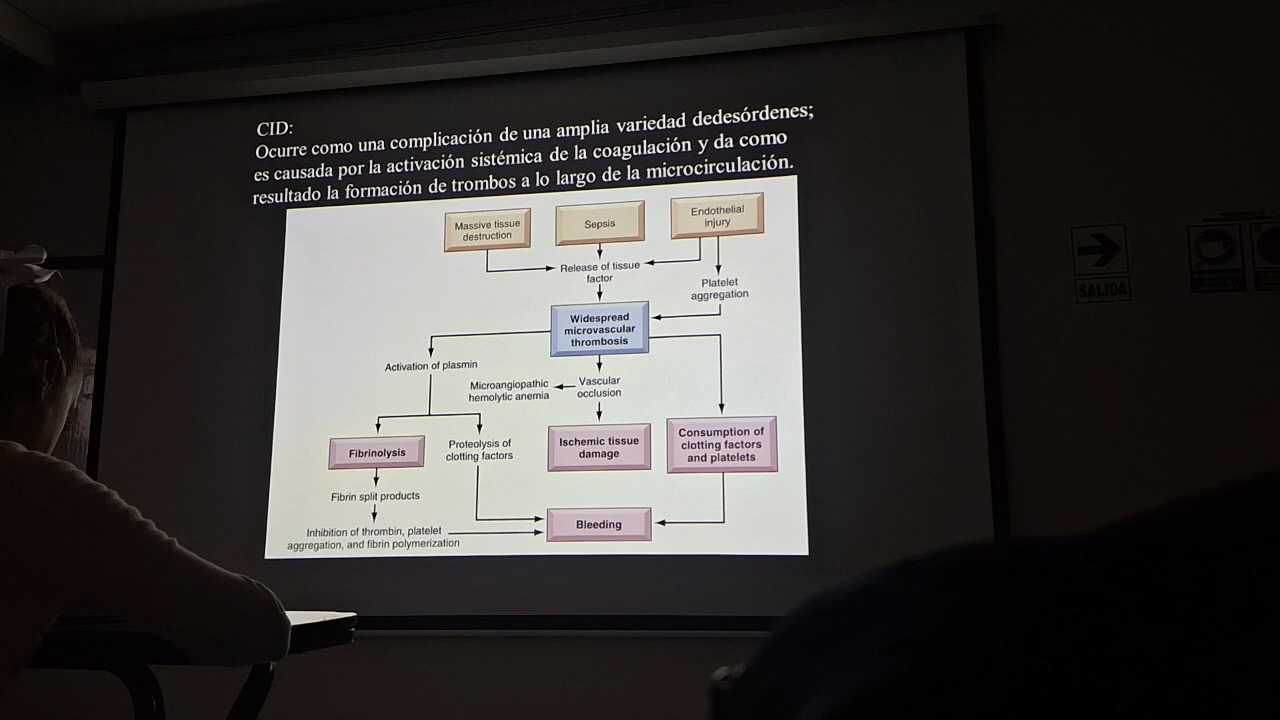 CID:
Ocurre como una complicación de una amplia variedad dedesórdenes;
es causada por la activación sistémica de la coagulación y da como
resultado la formación de trombos a lo largo de la microcirculación.
Massive tissue
destruction
Sepsis
Endothelial
injury
Release of tissue
factor
Platelet
aggregation
Widespread
microvascular
thrombosis
Activation of plasmin
Microangiopathic
hemolytic anemia
Vascular
occlusion
Fibrinolysis
Proteolysis of
clotting factors
Ischemic tissue
damage
Consumption of
clotting factors
and platelets
Fibrin split products
Inhibition of thrombin, platelet
aggregation, and fibrin polymerization
Bleeding
SALIDA